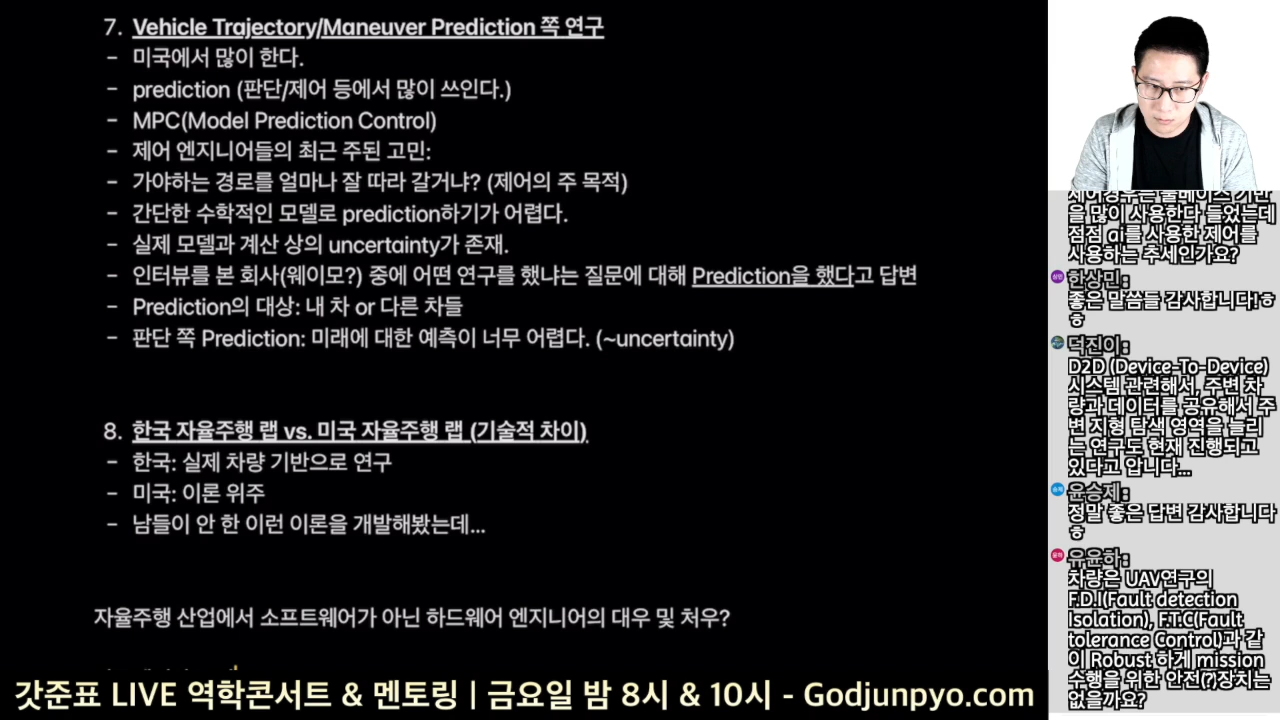 7. Vehicle Trajectory/Maneuver Prediction 쪽 연구
- 미국에서 많이 한다.
- prediction (판단/제어 등에서 많이 쓰인다.)
- MPC(Model Prediction Control)
- 제어 엔지니어들의 최근 주된 고민:
- 가야하는 경로를 얼마나 잘 따라 갈거냐? (제어의 주 목적)
- 간단한 수학적인 모델로 prediction하기가 어렵다.
- 실제 모델과 계산 상의 uncertainty가 존재.
- 인터뷰를 본 회사(웨이모?) 중에 어떤 연구를 했냐는 질문에 대해 Prediction을 했다고 답변
- Prediction의 대상: 내 차 or 다른 차들
- 판단 쪽 Prediction: 미래에 대한 예측이 너무 어렵다. (~uncertainty)
8. 한국 자율주행 랩 vs. 미국 자율주행 랩 (기술적 차이)
- 한국: 실제 차량 기반으로 연구
- 미국: 이론 위주
- 남들이 안 한 이런 이론을 개발해봤는데...
자율주행 산업에서 소프트웨어가 아닌 하드웨어 엔지니어의 대우 및 처우?
제어경우는 룰베이스 기반
을 많이 사용한다 들었는데
점점 ai를 사용한 제어를
사용하는 추세인가요?
한상민:
좋은 말씀들 감사합니다!ㅎ
ㅎ
덕진이:
D2D (Device-To-Device)
시스템 관련해서, 주변 차
량과 데이터를 공유해서 주
변 지형 탐색 영역을 늘리
는 연구도 현재 진행되고
있다고 압니다...
윤승제:
정말 좋은 답변 감사합니다
ㅎ
유윤하:
차량은 UAV연구의
F.D.I(Fault detection
Isolation), F.T.C(Fault
tolerance Control)과 같
이 Robust 하게 mission
수행을 위한 안전(?)장치는
없을까요?
갓준표 LIVE 역학콘서트 & 멘토링 | 금요일 밤 8시 & 10시 - Godjunpyo.com